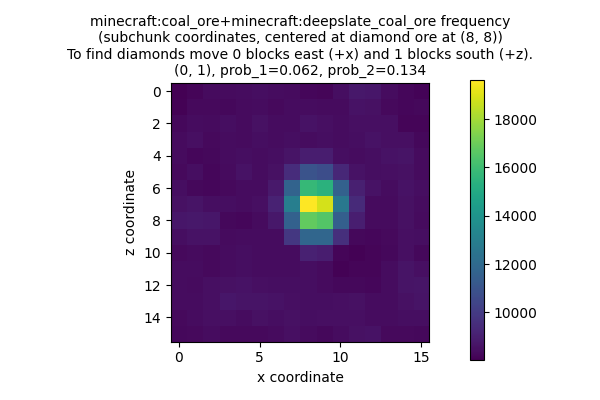 minecraft:coal_ore+minecraft:deepslate_coal_ore frequency
(subchunk coordinates, centered at diamond ore at (8, 8))
To find diamonds move 0 blocks east (+x) and 1 blocks south (+z).
(0, 1), prob_1=0.062, prob_2=0.134
0
2
4
6
8
10
12
14
z coordinate
0
5
10
15
x coordinate
18000
16000
14000
12000
10000